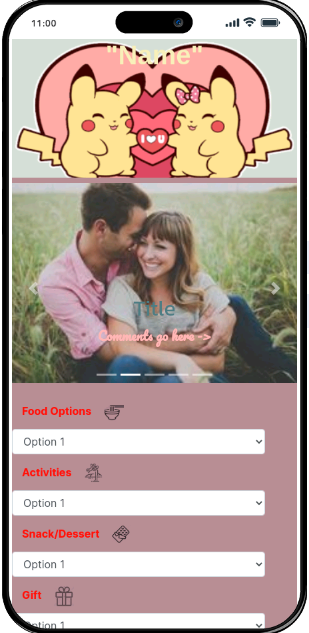 11:00
"Name"
I ♥ U
Title
Comments go here ->
Food Options
Option 1
Activities
Option 1
Snack/Dessert
Option 1
Gift
Option 1